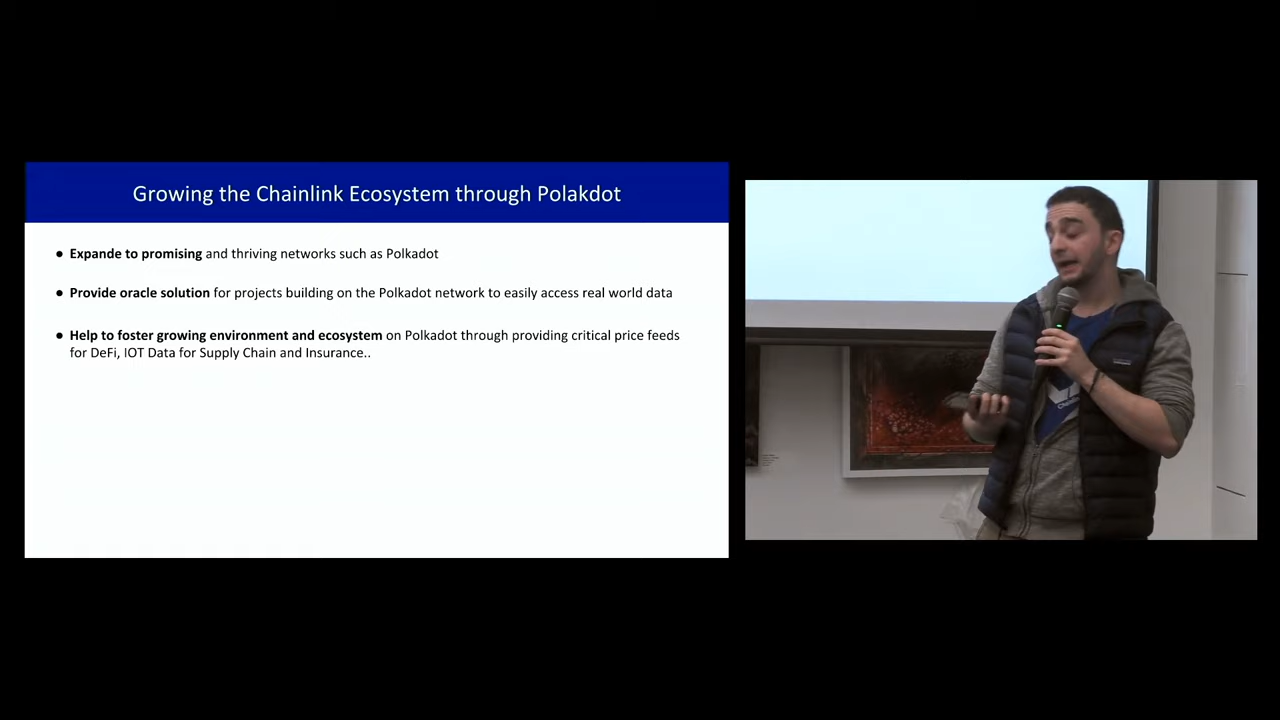 Growing the Chainlink Ecosystem through Polakdot
● Expande to promising and thriving networks such as Polkadot
● Provide oracle solution for projects building on the Polkadot network to easily access real world data
● Help to foster growing environment and ecosystem on Polkadot through providing critical price feeds
for DeFi, IOT Data for Supply Chain and Insurance..